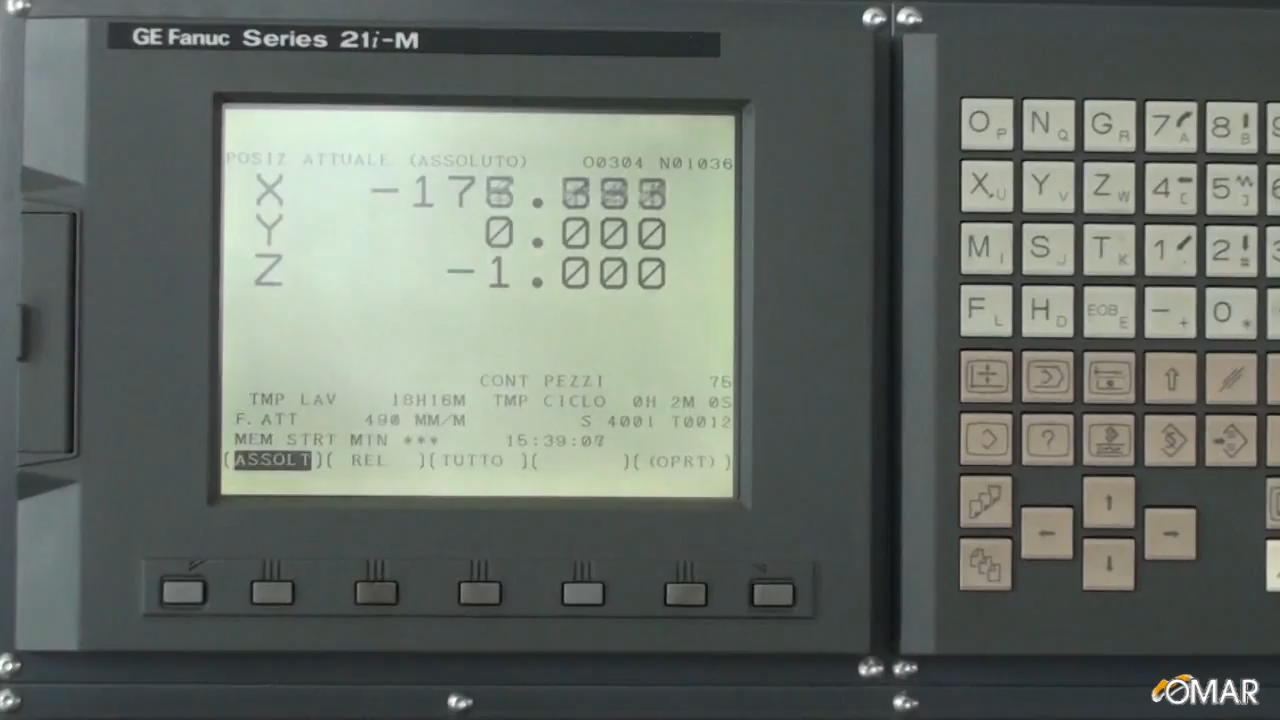 GE Fanuc Series 21i-M
POSIZ ATTUALE (ASSOLUTO) O0304 N01036
X
Y 0.000
Z -1.000
CONT PEZZI 75
TMP LAV 18H16M TMP CICLO 0H 2M 0S
F. ATT 490 MM/M S 4001 T0012
MEM STRT MIN *** 15:39:07
(ASSOLT)( REL )(TUTTO )( )( (OPRT) )
O P N Q G R 7 A 8 B
X U Y V Z W 4 C 5 J
M I S J T K 1 , 2 #
F L H D EOB E - + 0 *
?
OMAR